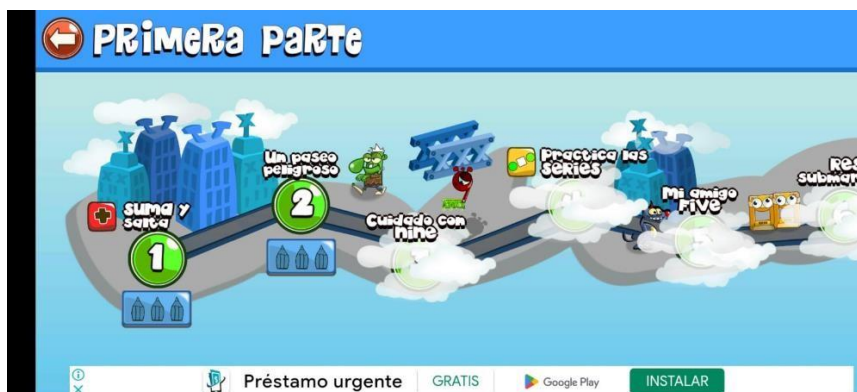 PRiMeRa PaRTe
Un paseo
peligroso
2
suma y
salta
1
Cuidado con
nine
Practica las
SeRieS
Mi amigo
Five
Préstamo urgente
GRATIS
Google Play
INSTALAR